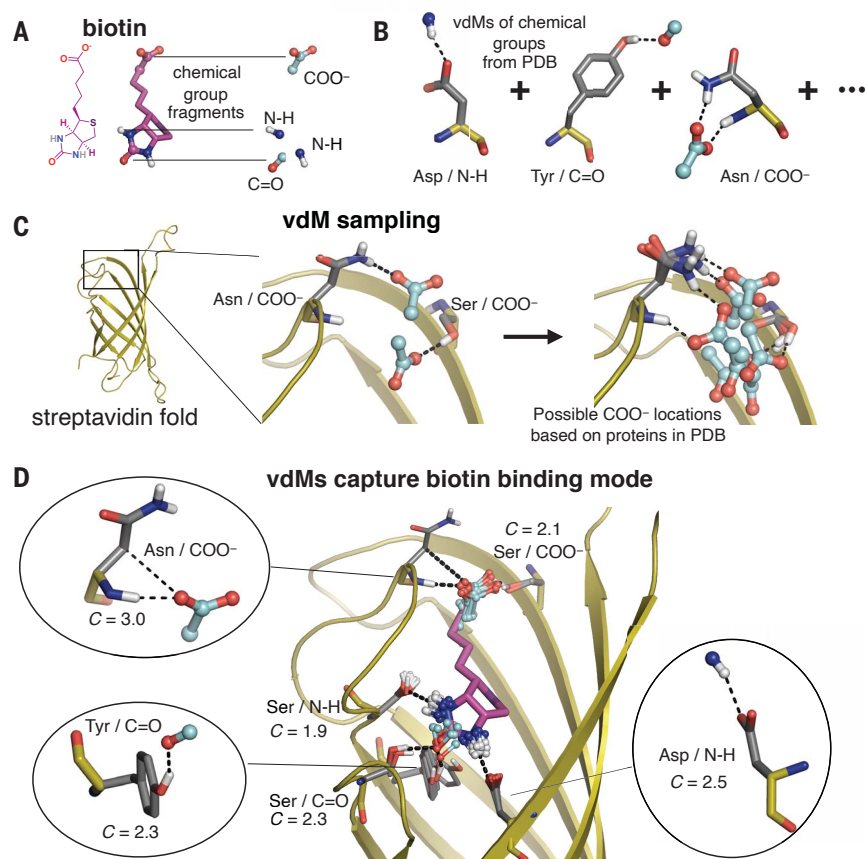 A
biotin
O⁻
O
S
H
H
HN
NH
O
chemical
group
fragments
COO⁻
N-H
N-H
C=O
B
vdMs of chemical
groups
from PDB
+
+
+ •••
Asp / N-H
Tyr / C=O
Asn / COO⁻
C
vdM sampling
streptavidin fold
Asn / COO⁻
Ser / COO⁻
Possible COO⁻ locations
based on proteins in PDB
D
vdMs capture biotin binding mode
Asn / COO⁻
C = 3.0
C = 2.1
Ser / COO⁻
Ser / N-H
C = 1.9
Tyr / C=O
C = 2.3
Ser / C=O
C = 2.3
Asp / N-H
C = 2.5